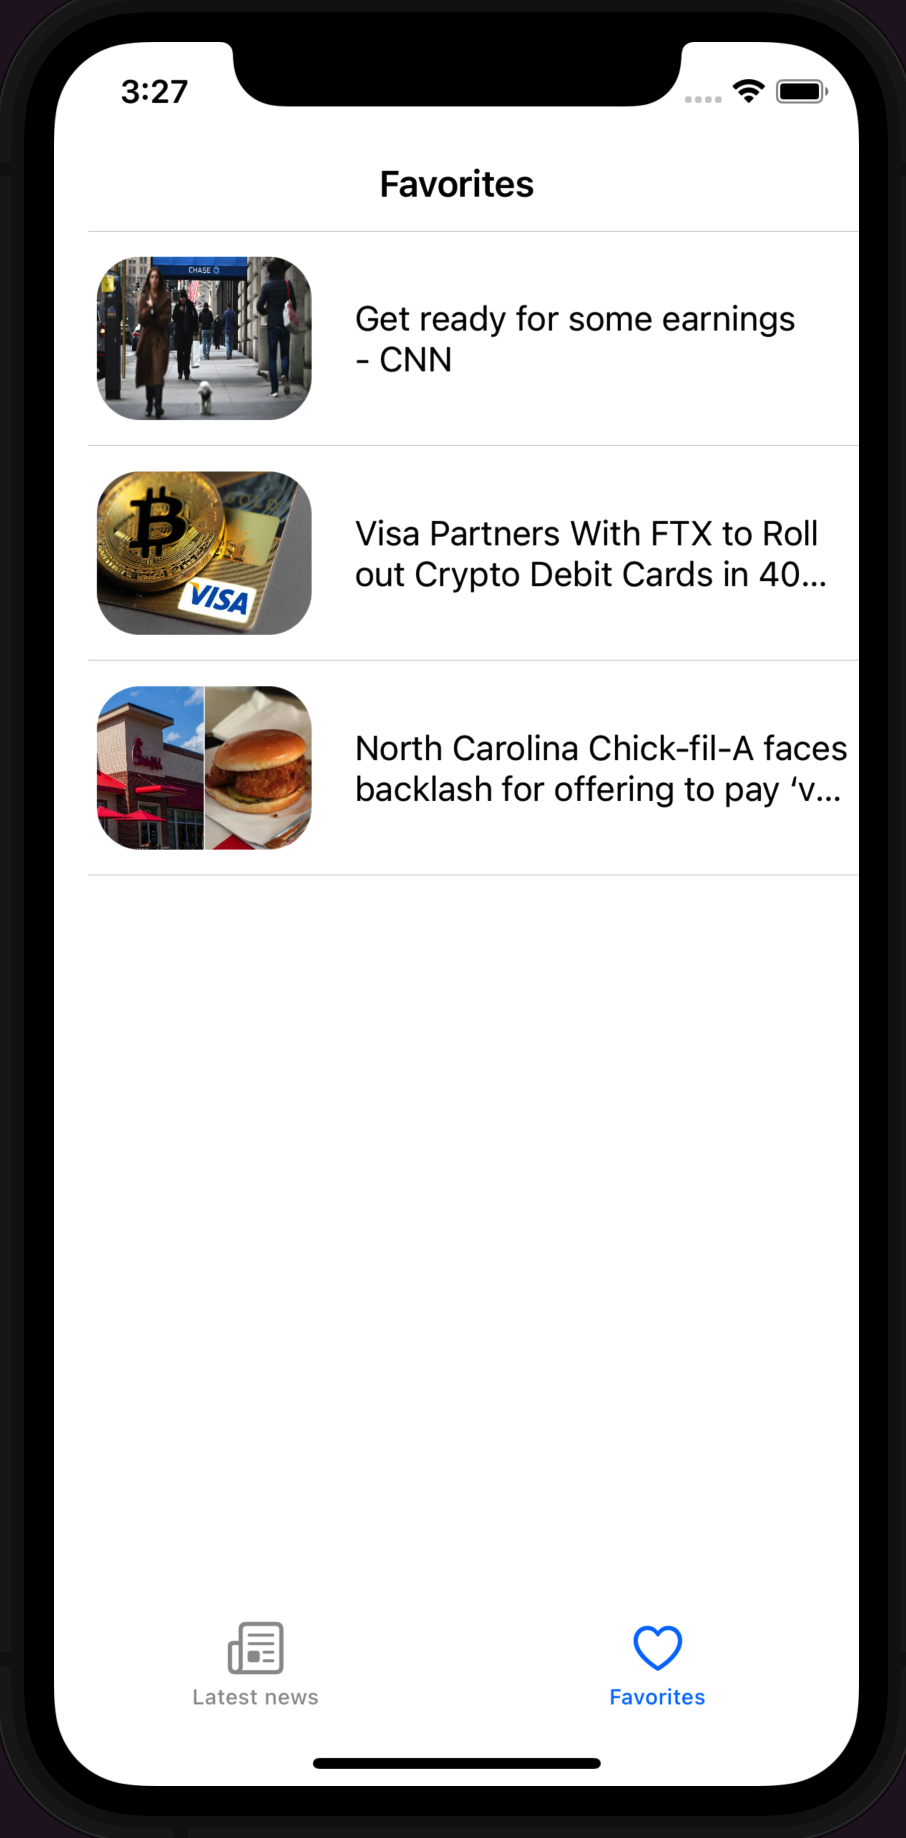 3:27
Favorites
CHASE
Get ready for some earnings
- CNN
GOLD
VISA
Visa Partners With FTX to Roll
out Crypto Debit Cards in 40...
North Carolina Chick-fil-A faces
backlash for offering to pay ‘v...
Latest news
Favorites